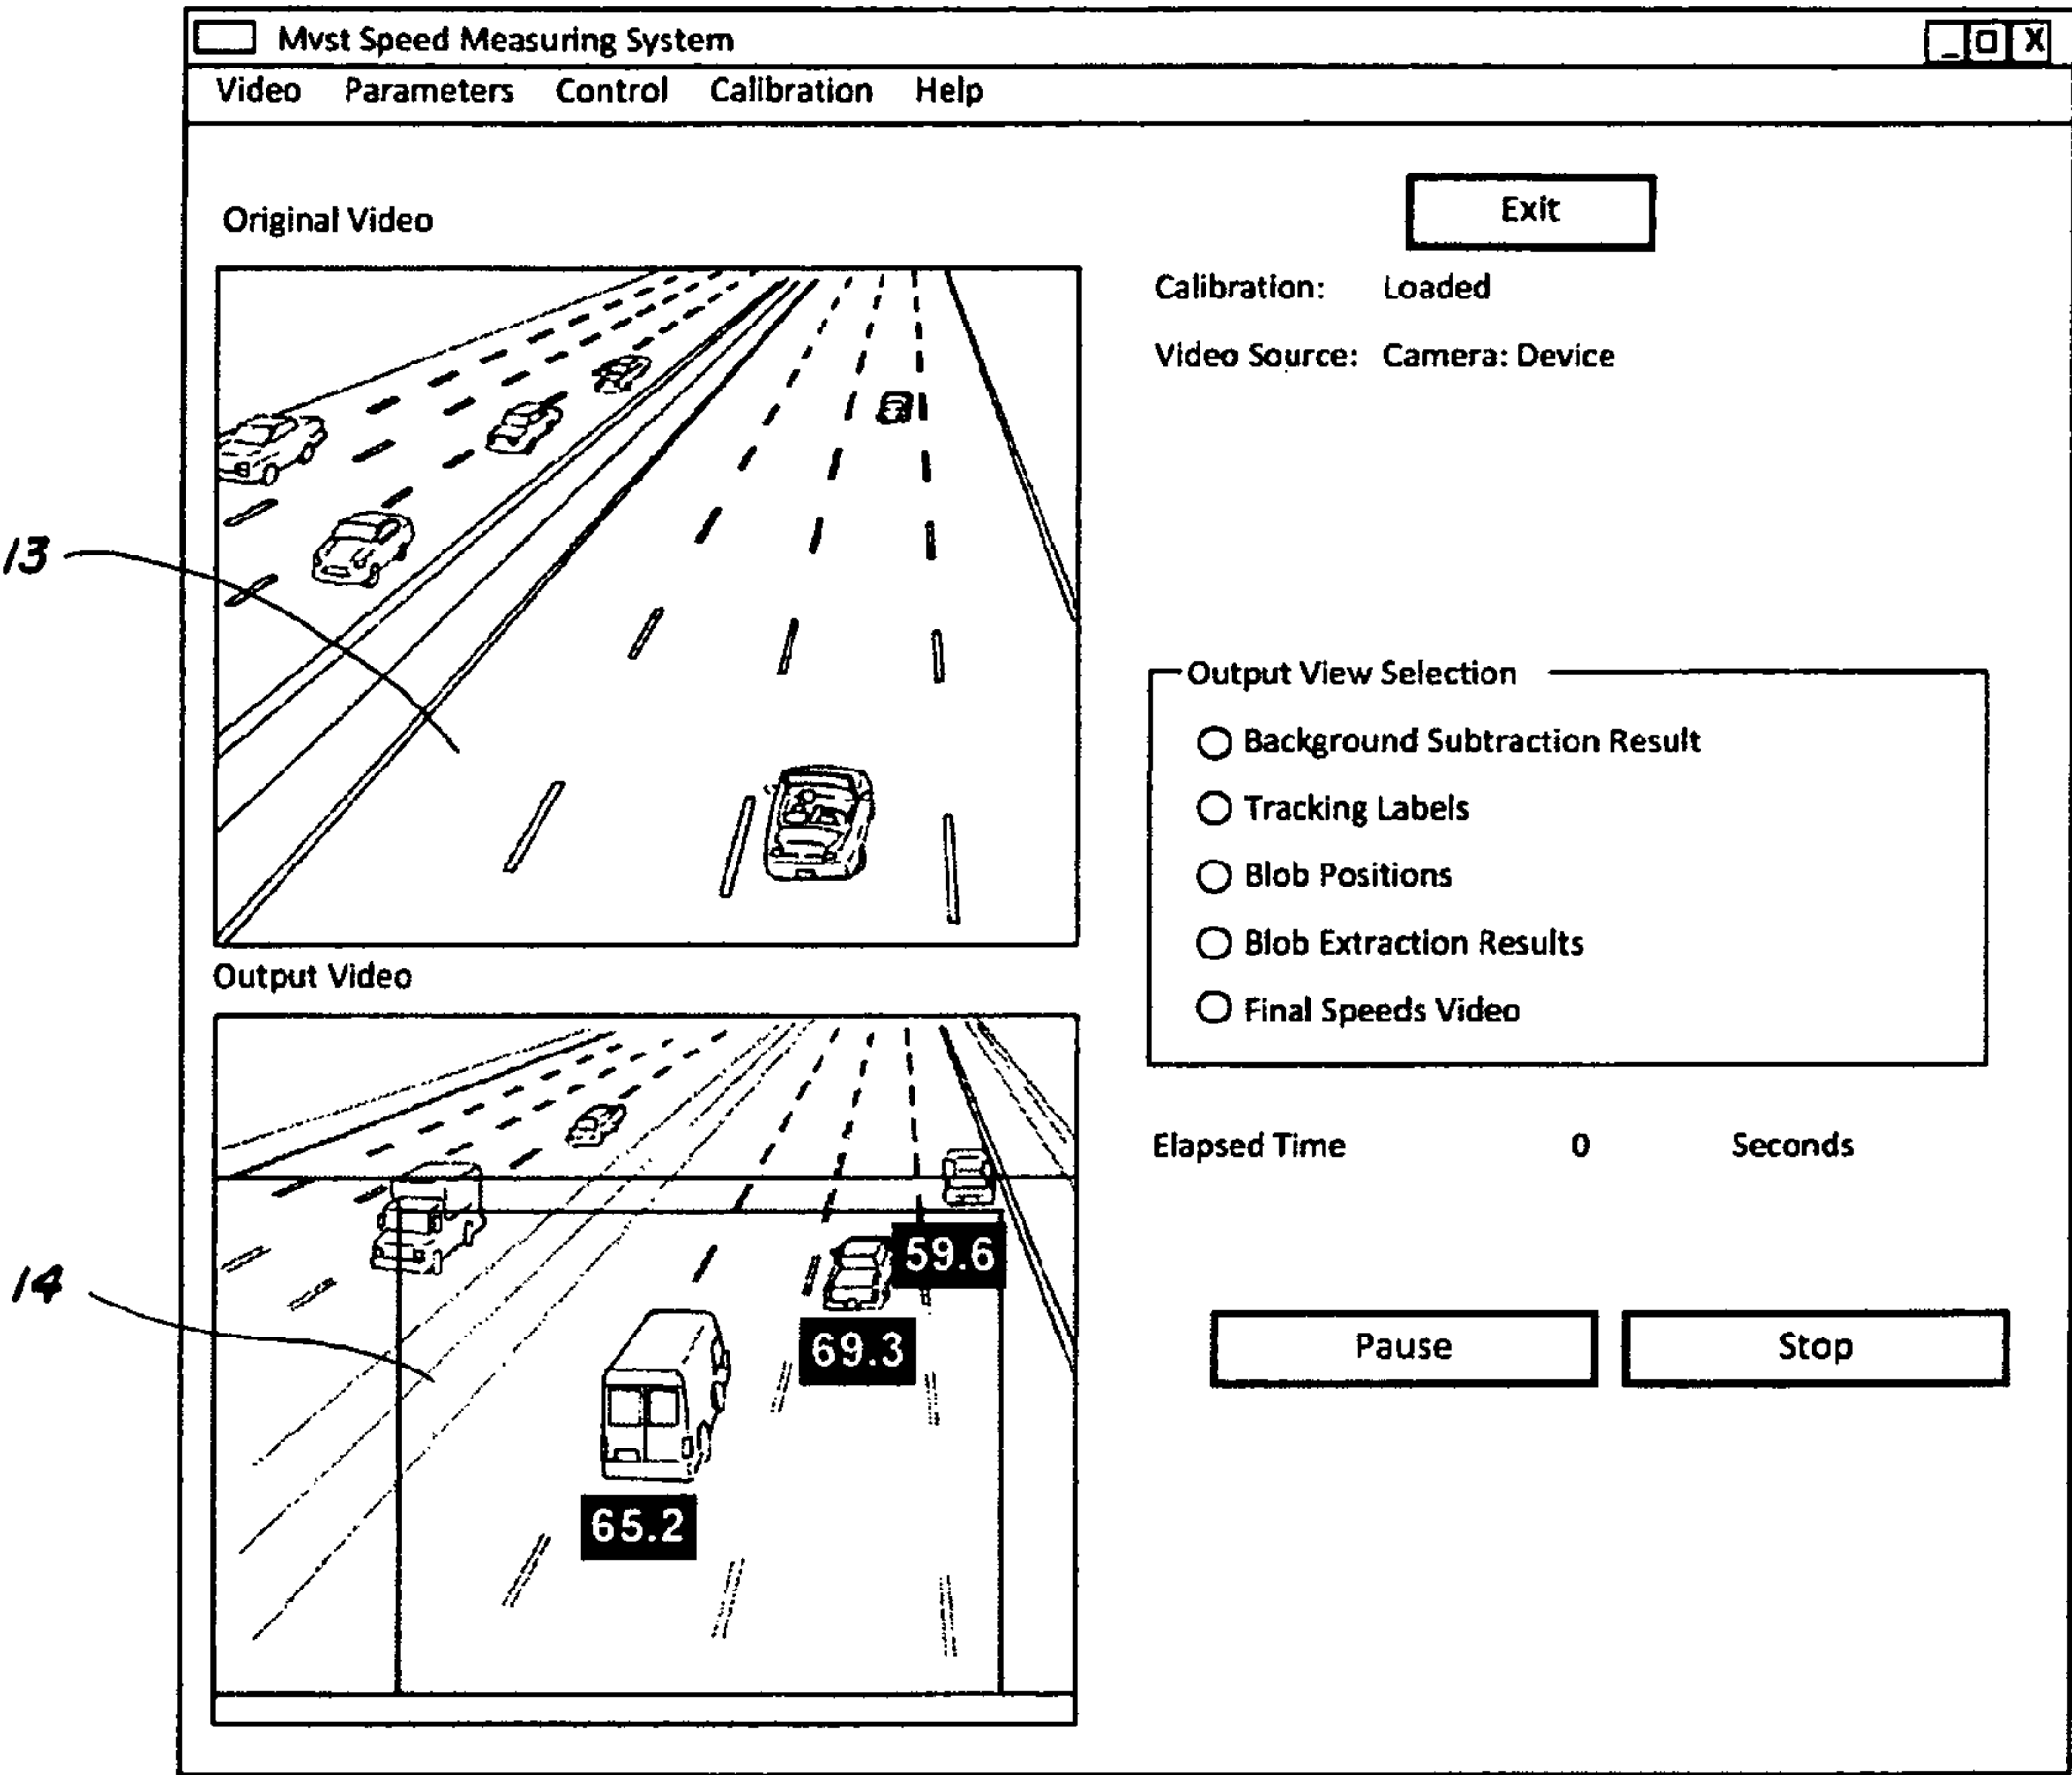 Mvst Speed Measuring System
_ X
Video Parameters Control Calibration Help
Original Video
Exit
Calibration: Loaded
Video Source: Camera: Device
13
Output View Selection
Background Subtraction Result
Tracking Labels
Blob Positions
Blob Extraction Results
Final Speeds Video
Output Video
Elapsed Time 0 Seconds
59.6
14
69.3
Pause Stop
65.2